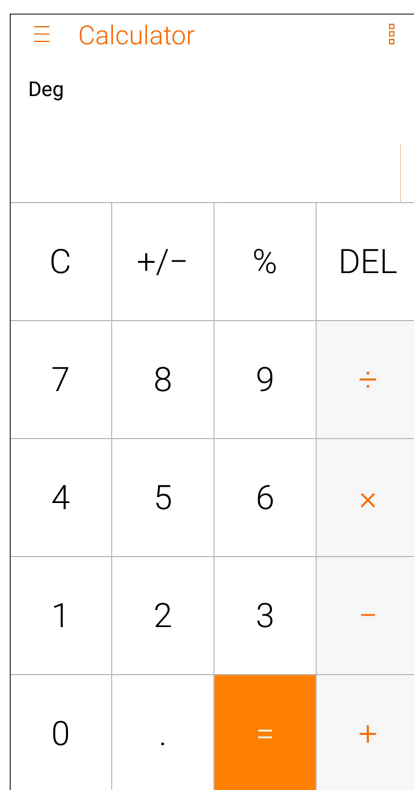 Calculator
Deg
C +/− % DEL
7 8 9 ÷
4 5 6 ×
1 2 3 −
0 . = +